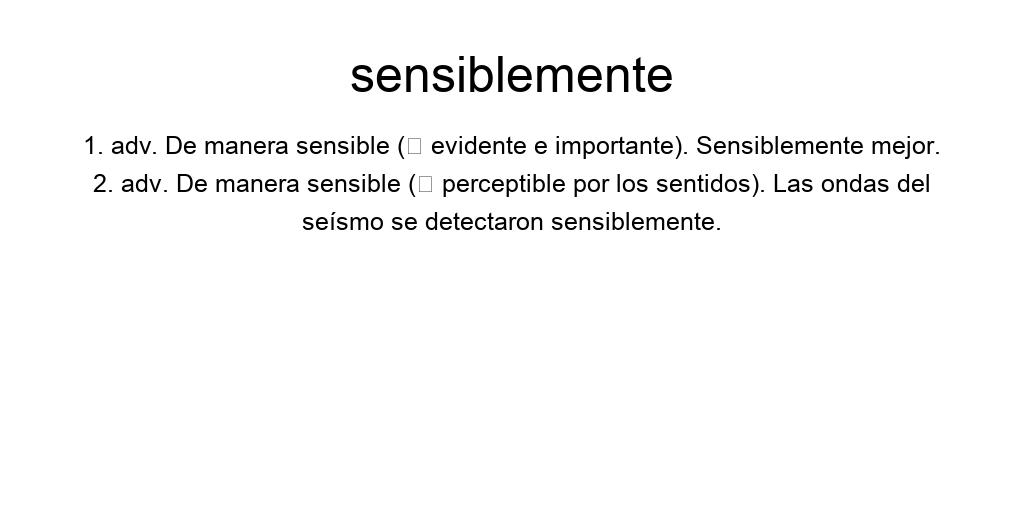 sensiblemente
1. adv. De manera sensible (▯ evidente e importante). Sensiblemente mejor.
2. adv. De manera sensible (▯ perceptible por los sentidos). Las ondas del
seísmo se detectaron sensiblemente.